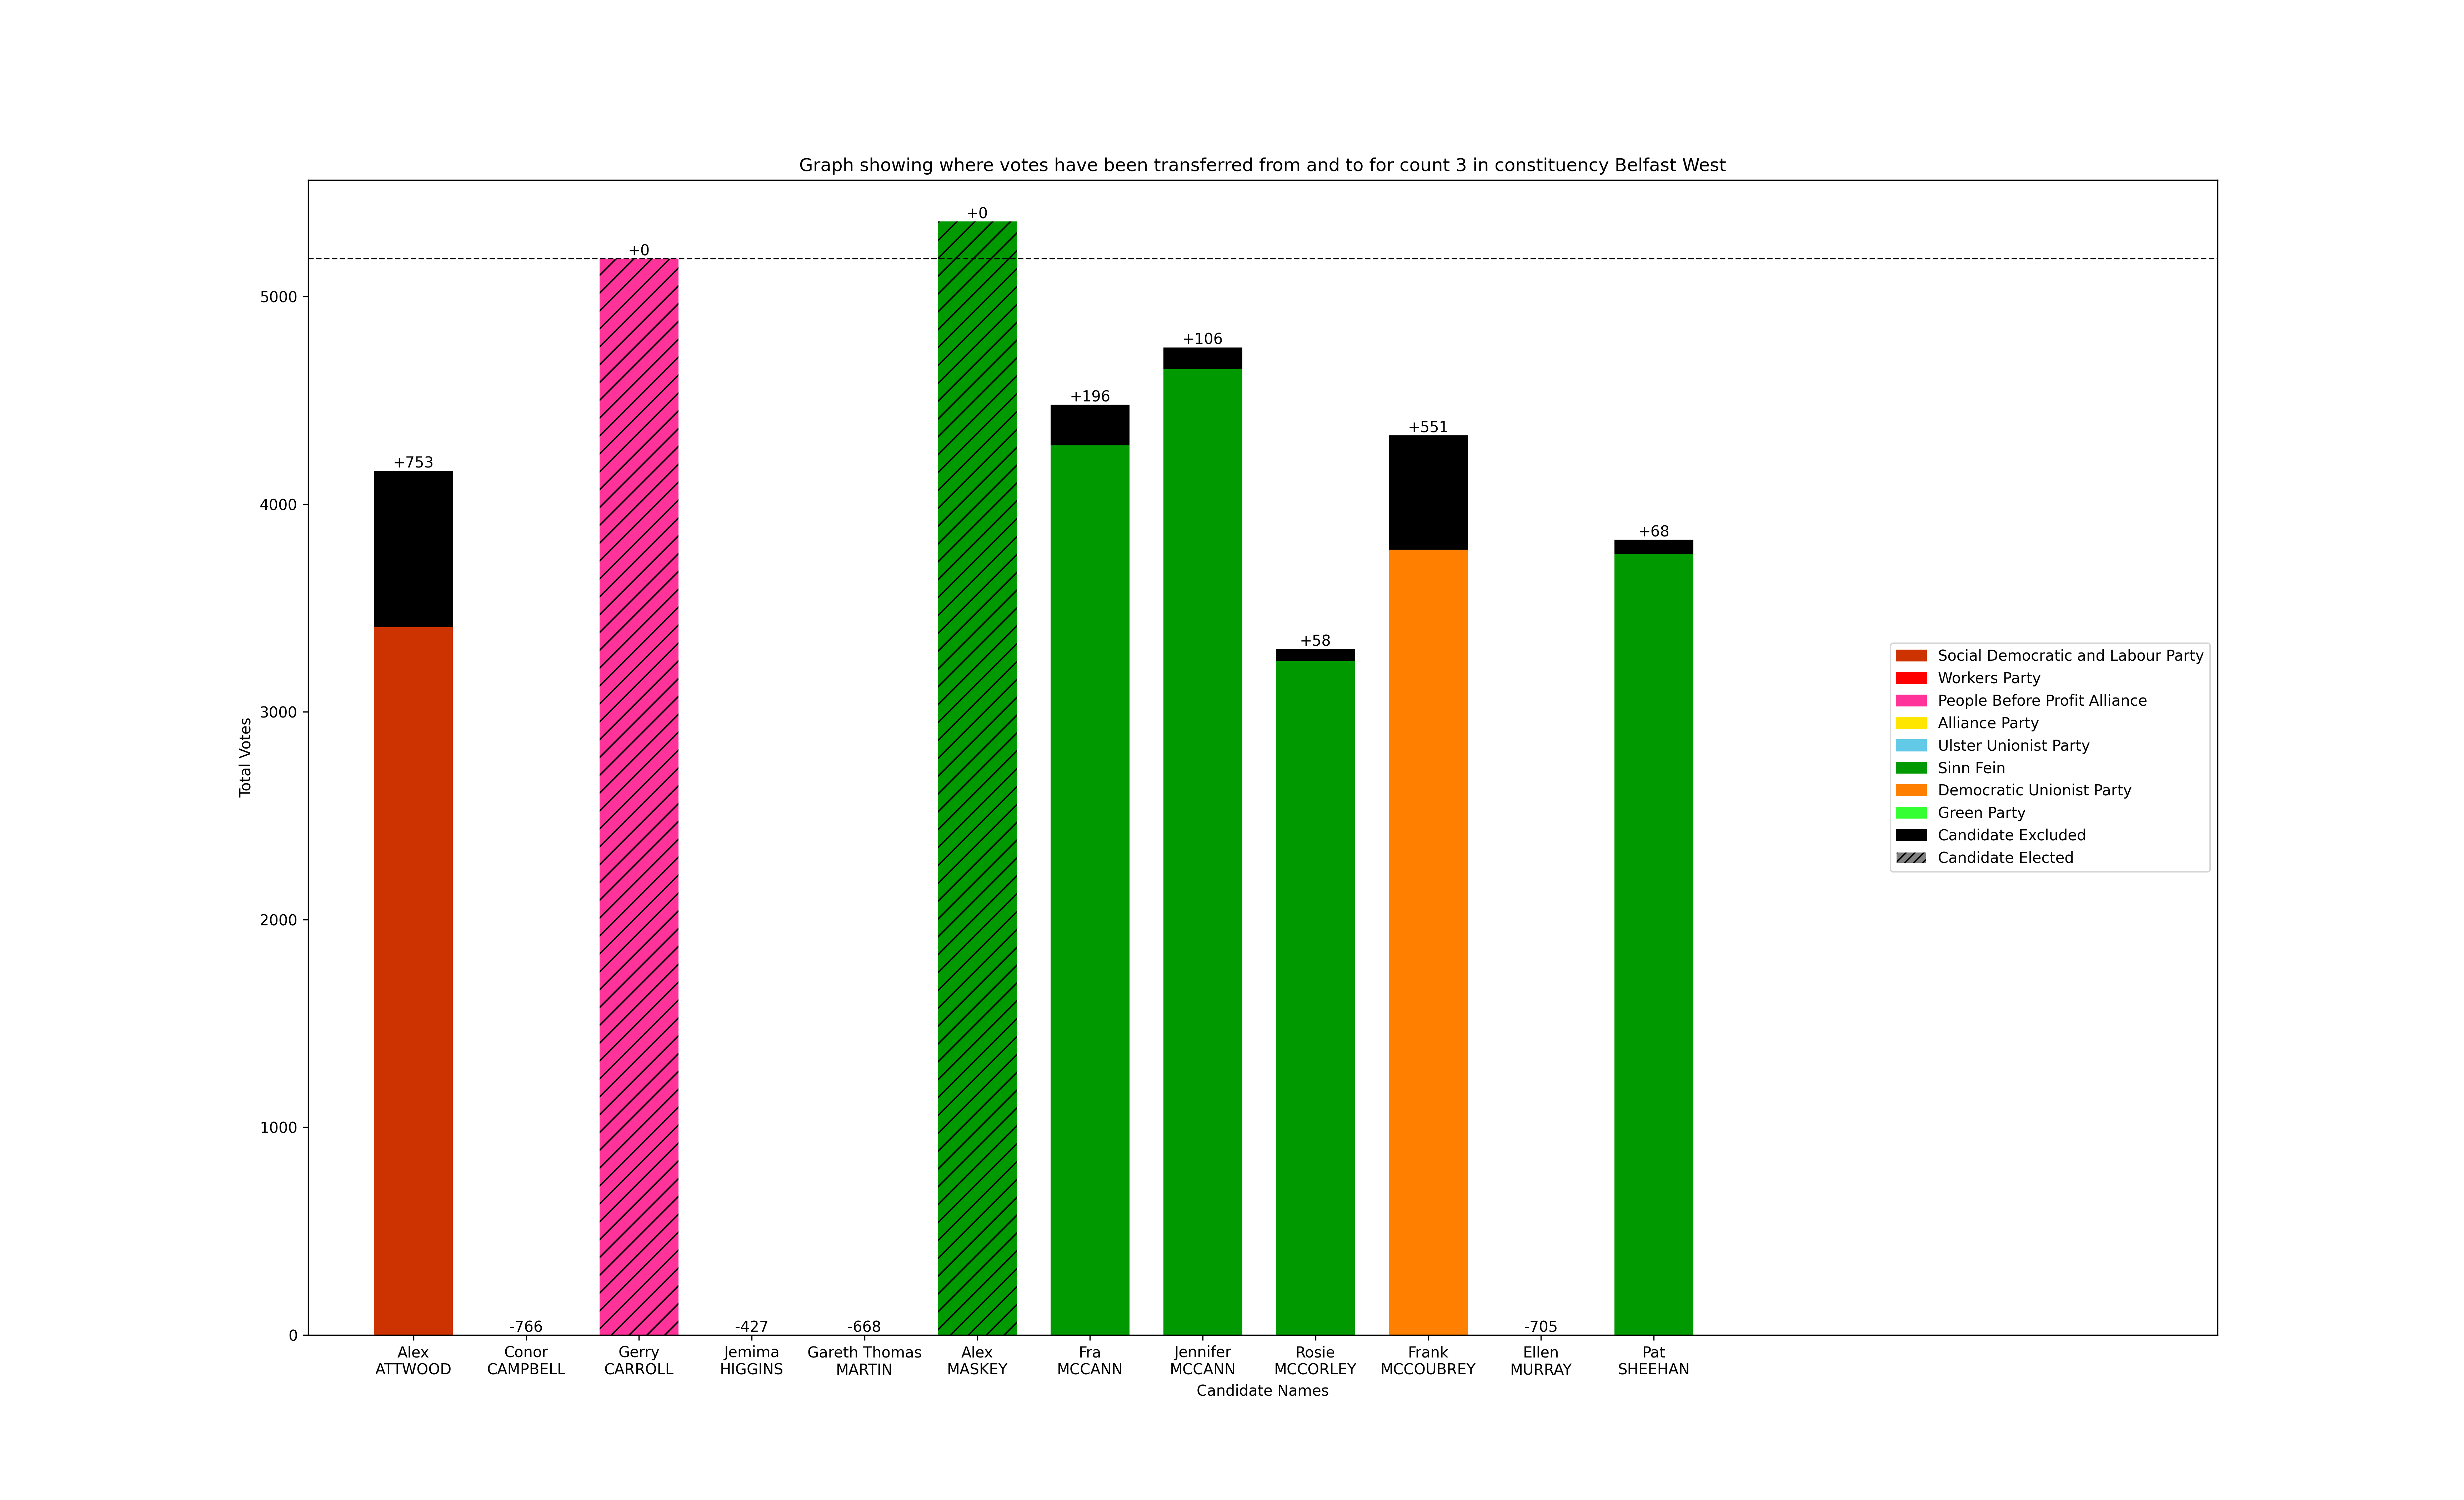 Graph showing where votes have been transferred from and to for count 3 in constituency Belfast West
Total Votes
5000
4000
3000
2000
1000
0
+753
-766
+0
-427
-668
+0
+196
+106
+58
+551
-705
+68
Alex
ATTWOOD
Conor
CAMPBELL
Gerry
CARROLL
Jemima
HIGGINS
Gareth Thomas
MARTIN
Alex
MASKEY
Fra
MCCANN
Jennifer
MCCANN
Rosie
MCCORLEY
Frank
MCCOUBREY
Ellen
MURRAY
Pat
SHEEHAN
Candidate Names
Social Democratic and Labour Party
Workers Party
People Before Profit Alliance
Alliance Party
Ulster Unionist Party
Sinn Fein
Democratic Unionist Party
Green Party
Candidate Excluded
Candidate Elected